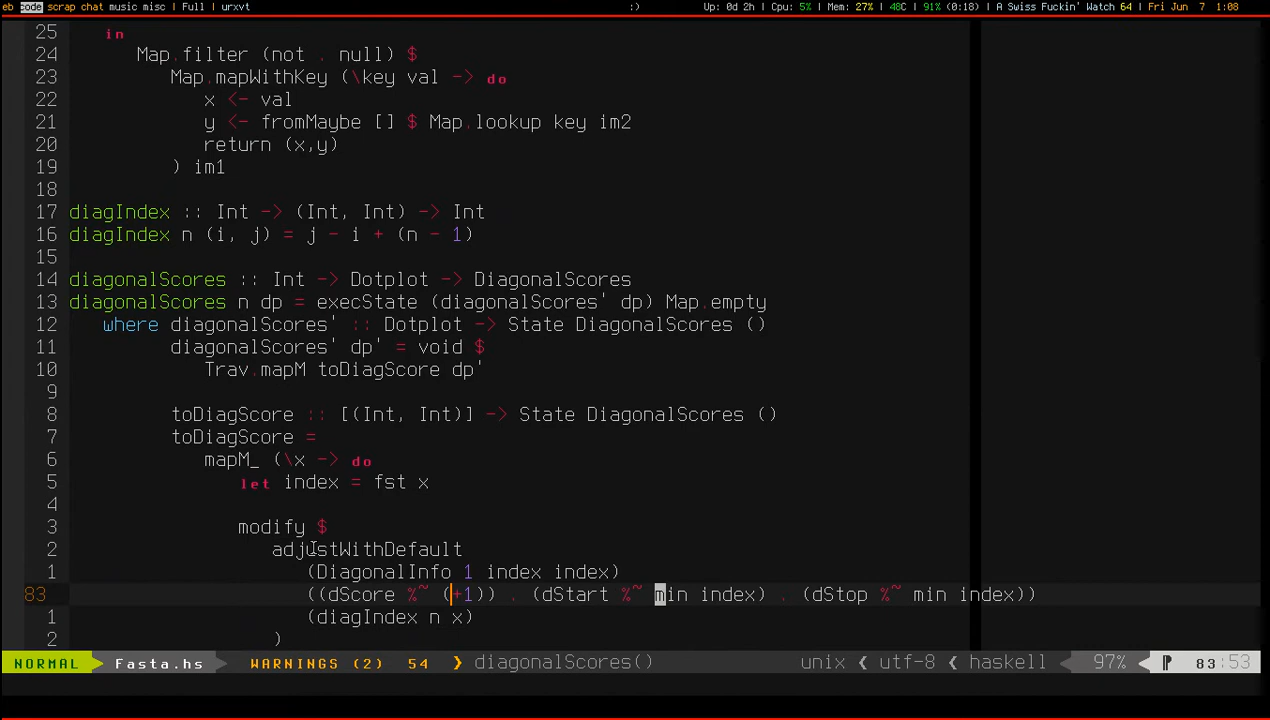 eb code scrap chat music misc | Full | urxvt :) Up: 0d 2h | Cpu: 5% | Mem: 27% | 48C | 91% (0:18) | A Swiss Fuckin' Watch 64 | Fri Jun 7 1:08
25 in
24 Map.filter (not . null) $
23 Map.mapWithKey (\key val -> do
22 x <- val
21 y <- fromMaybe [] $ Map.lookup key im2
20 return (x,y)
19 ) im1
18
17 diagIndex :: Int -> (Int, Int) -> Int
16 diagIndex n (i, j) = j - i + (n - 1)
15
14 diagonalScores :: Int -> Dotplot -> DiagonalScores
13 diagonalScores n dp = execState (diagonalScores' dp) Map.empty
12 where diagonalScores' :: Dotplot -> State DiagonalScores ()
11 diagonalScores' dp' = void $
10 Trav.mapM toDiagScore dp'
9
8 toDiagScore :: [(Int, Int)] -> State DiagonalScores ()
7 toDiagScore =
6 mapM_ (\x -> do
5 let index = fst x
4
3 modify $
2 adjustWithDefault
1 (DiagonalInfo 1 index index)
83 ((dScore %~ (+1)) . (dStart %~ min index) . (dStop %~ min index))
1 (diagIndex n x)
2 )
NORMAL Fasta.hs WARNINGS (2) 54 ❯ diagonalScores() unix ❮ utf-8 ❮ haskell 97% 83:53